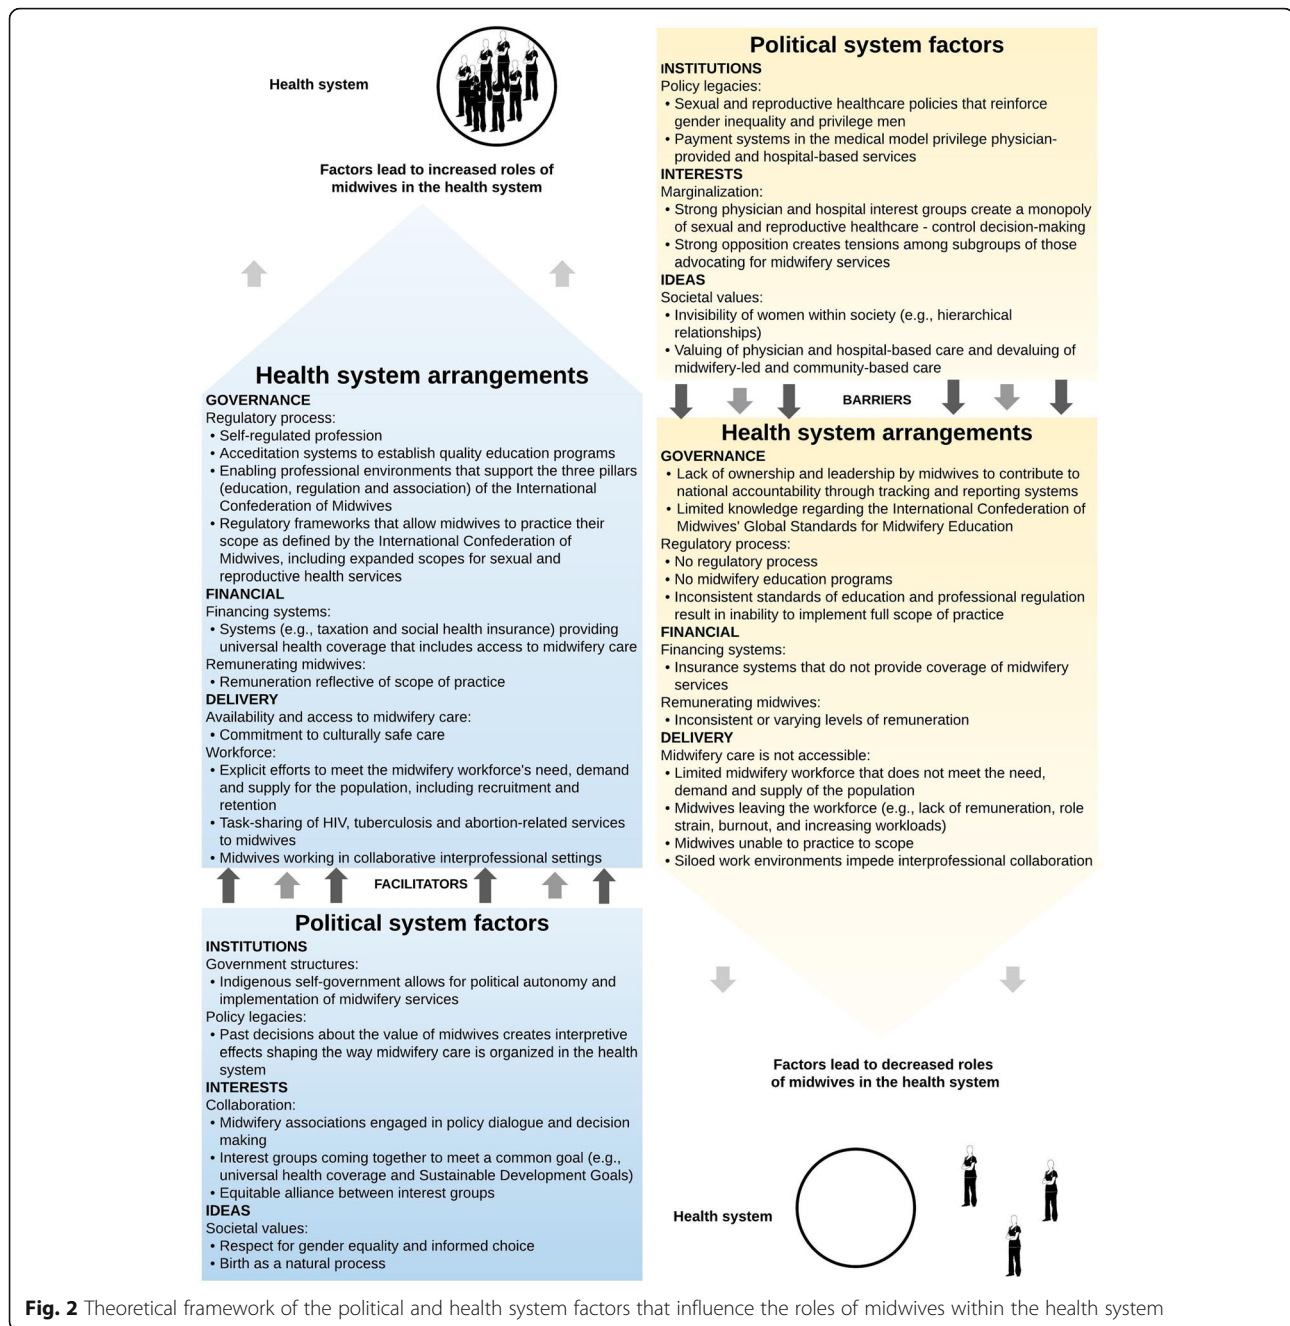 Health system
Factors lead to increased roles of
midwives in the health system
Health system arrangements
GOVERNANCE
Regulatory process:
• Self-regulated profession
• Acceditation systems to establish quality education programs
• Enabling professional environments that support the three pillars
(education, regulation and association) of the International
Confederation of Midwives
• Regulatory frameworks that allow midwives to practice their
scope as defined by the International Confederation of
Midwives, including expanded scopes for sexual and
reproductive health services
FINANCIAL
Financing systems:
• Systems (e.g., taxation and social health insurance) providing
universal health coverage that includes access to midwifery care
Remunerating midwives:
• Remuneration reflective of scope of practice
DELIVERY
Availability and access to midwifery care:
• Commitment to culturally safe care
Workforce:
• Explicit efforts to meet the midwifery workforce's need, demand
and supply for the population, including recruitment and
retention
• Task-sharing of HIV, tuberculosis and abortion-related services
to midwives
• Midwives working in collaborative interprofessional settings
FACILITATORS
Political system factors
INSTITUTIONS
Government structures:
• Indigenous self-government allows for political autonomy and
implementation of midwifery services
Policy legacies:
• Past decisions about the value of midwives creates interpretive
effects shaping the way midwifery care is organized in the health
system
INTERESTS
Collaboration:
• Midwifery associations engaged in policy dialogue and decision
making
• Interest groups coming together to meet a common goal (e.g.,
universal health coverage and Sustainable Development Goals)
• Equitable alliance between interest groups
IDEAS
Societal values:
• Respect for gender equality and informed choice
• Birth as a natural process
Political system factors
INSTITUTIONS
Policy legacies:
• Sexual and reproductive healthcare policies that reinforce
gender inequality and privilege men
• Payment systems in the medical model privilege physician-
provided and hospital-based services
INTERESTS
Marginalization:
• Strong physician and hospital interest groups create a monopoly
of sexual and reproductive healthcare - control decision-making
• Strong opposition creates tensions among subgroups of those
advocating for midwifery services
IDEAS
Societal values:
• Invisibility of women within society (e.g., hierarchical
relationships)
• Valuing of physician and hospital-based care and devaluing of
midwifery-led and community-based care
BARRIERS
Health system arrangements
GOVERNANCE
• Lack of ownership and leadership by midwives to contribute to
national accountability through tracking and reporting systems
• Limited knowledge regarding the International Confederation of
Midwives' Global Standards for Midwifery Education
Regulatory process:
• No regulatory process
• No midwifery education programs
• Inconsistent standards of education and professional regulation
result in inability to implement full scope of practice
FINANCIAL
Financing systems:
• Insurance systems that do not provide coverage of midwifery
services
Remunerating midwives:
• Inconsistent or varying levels of remuneration
DELIVERY
Midwifery care is not accessible:
• Limited midwifery workforce that does not meet the need,
demand and supply of the population
• Midwives leaving the workforce (e.g., lack of remuneration, role
strain, burnout, and increasing workloads)
• Midwives unable to practice to scope
• Siloed work environments impede interprofessional collaboration
Factors lead to decreased roles
of midwives in the health system
Health system
Fig. 2 Theoretical framework of the political and health system factors that influence the roles of midwives within the health system